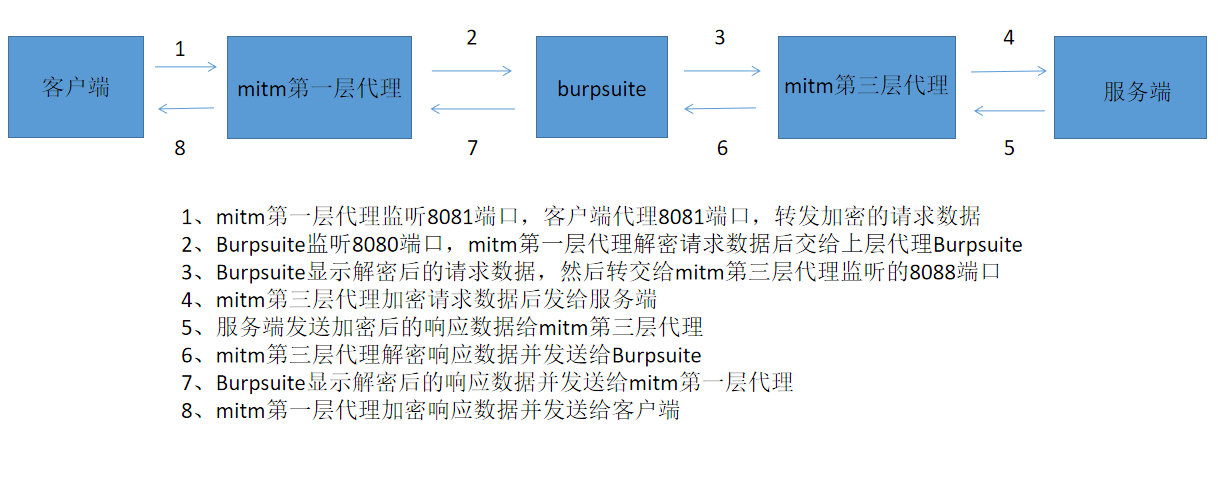 1 2 3 4
客户端 mitm第一层代理 burpsuite mitm第三层代理 服务端
8 7 6 5
1、mitm第一层代理监听8081端口，客户端代理8081端口，转发加密的请求数据
2、Burpsuite监听8080端口，mitm第一层代理解密请求数据后交给上层代理Burpsuite
3、Burpsuite显示解密后的请求数据，然后转交给mitm第三层代理监听的8088端口
4、mitm第三层代理加密请求数据后发给服务端
5、服务端发送加密后的响应数据给mitm第三层代理
6、mitm第三层代理解密响应数据并发送给Burpsuite
7、Burpsuite显示解密后的响应数据并发送给mitm第一层代理
8、mitm第一层代理加密响应数据并发送给客户端